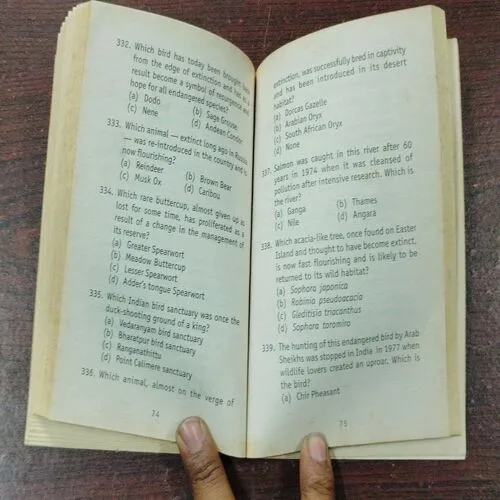 332. Which bird has today been brought back
from the edge of extinction and had as a
result become a symbol of resurgence and
hope for all endangered species?
(a) Dodo
(b) Sage Grouse
(c) Nene
(d) Andean Condor
333. Which animal — extinct long ago in Russia
— was re-introduced in the country and is
now flourishing?
(a) Reindeer
(b) Brown Bear
(c) Musk Ox
(d) Caribou
334. Which rare buttercup, almost given up as
lost for some time, has proliferated as a
result of a change in the management of
its reserve?
(a) Greater Spearwort
(b) Meadow Buttercup
(c) Lesser Spearwort
(d) Adder's tongue Spearwort
335. Which Indian bird sanctuary was once the
duck-shooting ground of a king?
(a) Vedaranyam bird sanctuary
(b) Bharatpur bird sanctuary
(c) Ranganathittu
(d) Point Calimere sanctuary
336. Which animal, almost on the verge of
74
extinction, was successfully bred in captivity
and has been introduced in its desert
habitat?
(a) Dorcas Gazelle
(b) Arabian Oryx
(c) South African Oryx
(d) None
337. Salmon was caught in this river after 60
years in 1974 when it was cleansed of
pollution after intensive research. Which is
the river?
(a) Ganga
(b) Thames
(c) Nile
(d) Angara
338. Which acacia-like tree, once found on Easter
Island and thought to have become extinct,
is now fast flourishing and is likely to be
returned to its wild habitat?
(a) Sophora japonica
(b) Robinia pseudoacacia
(c) Gleditisia triacanthus
(d) Sophora toromiro
339. The hunting of this endangered bird by Arab
Sheikhs was stopped in India in 1977 when
wildlife lovers created an uproar. Which is
the bird?
(a) Chir Pheasant
75